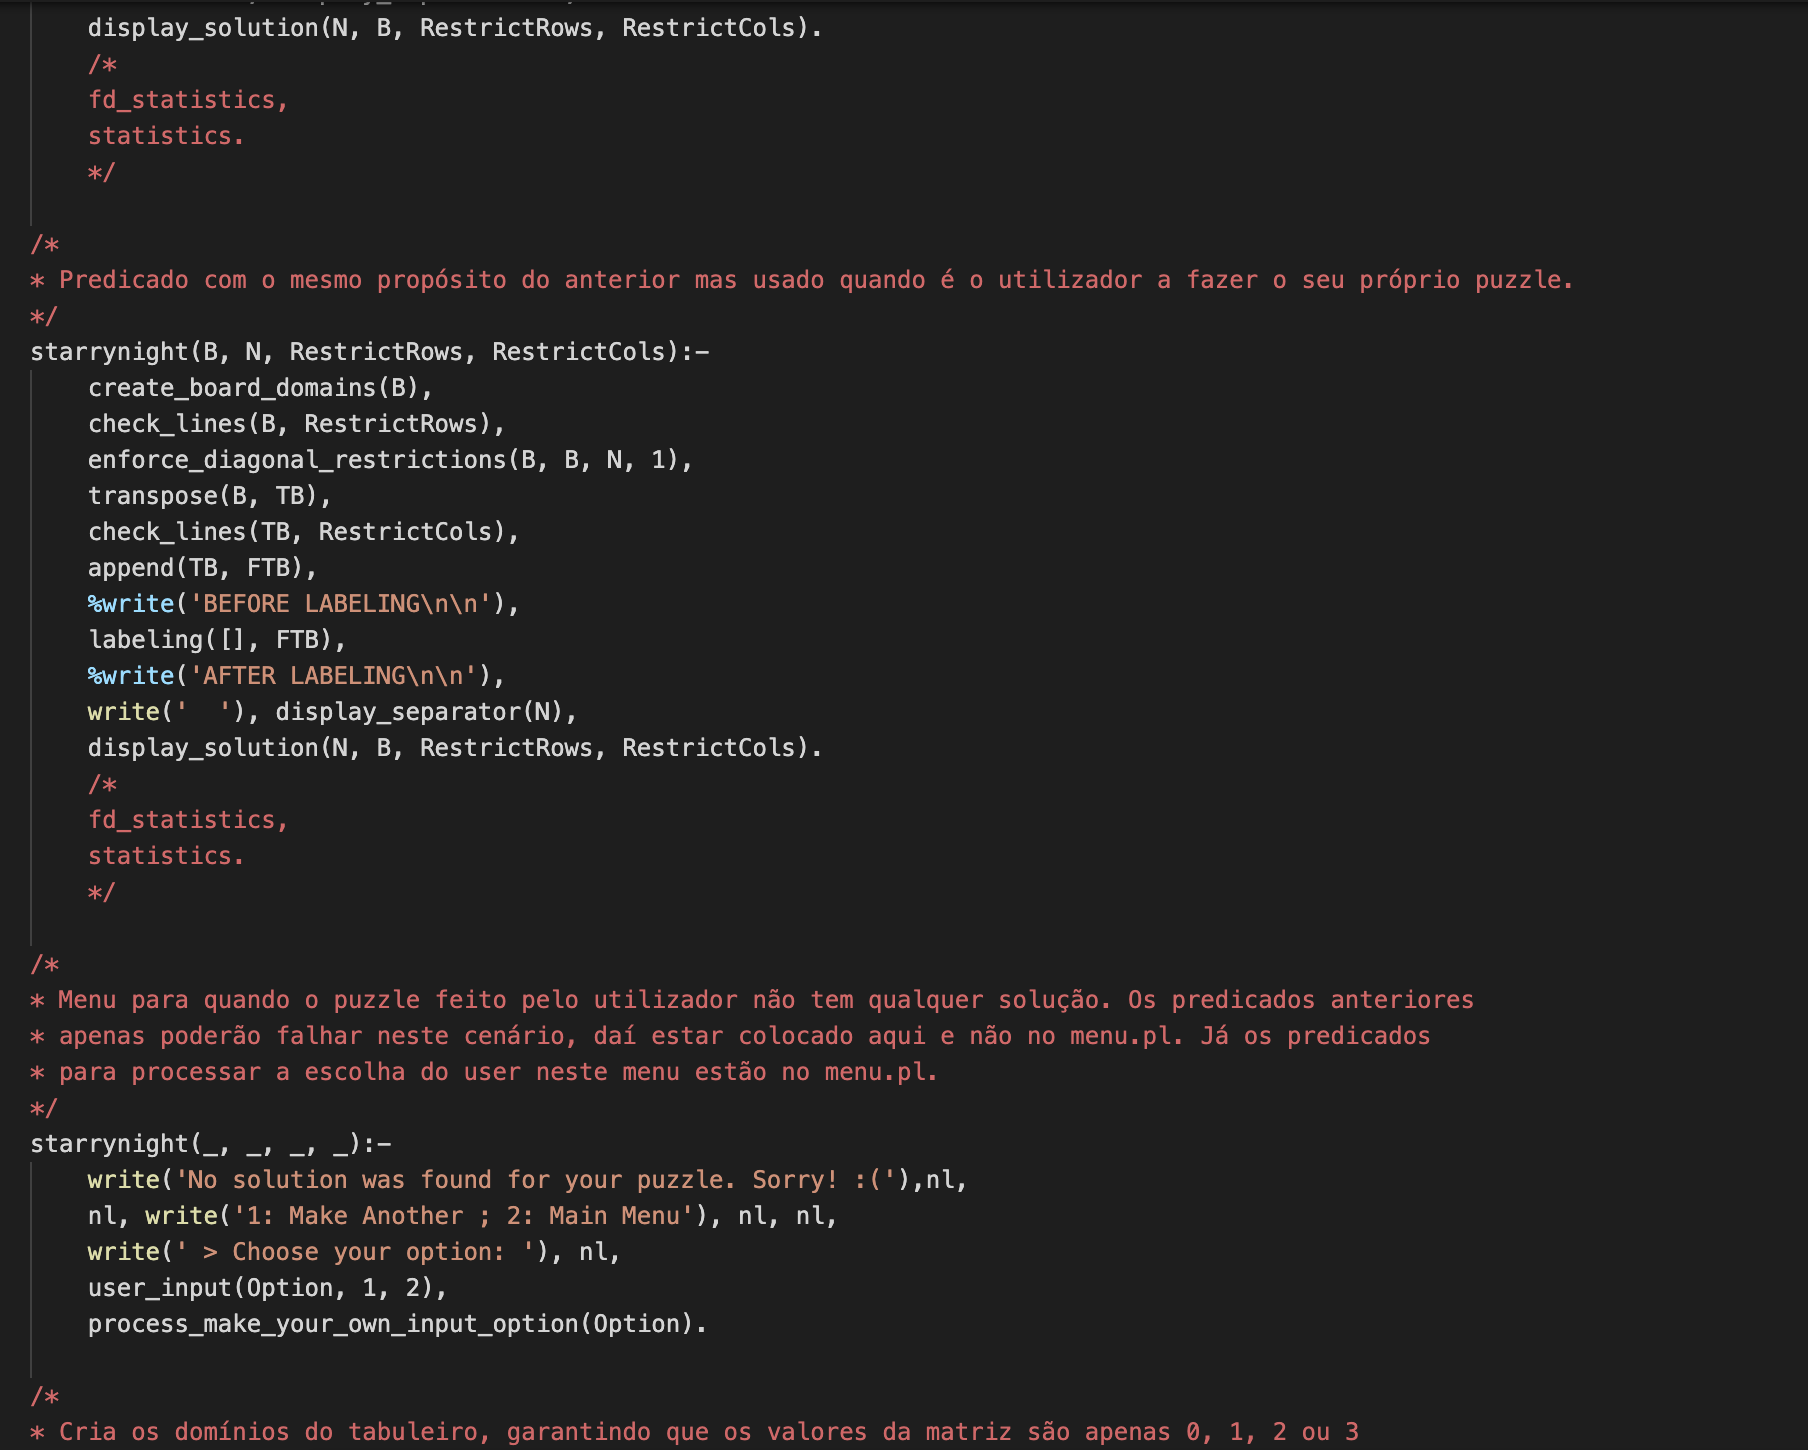 display_solution(N, B, RestrictRows, RestrictCols).
/*
fd_statistics,
statistics.
*/
/*
* Predicado com o mesmo propósito do anterior mas usado quando é o utilizador a fazer o seu próprio puzzle.
*/
starrynight(B, N, RestrictRows, RestrictCols):-
create_board_domains(B),
check_lines(B, RestrictRows),
enforce_diagonal_restrictions(B, B, N, 1),
transpose(B, TB),
check_lines(TB, RestrictCols),
append(TB, FTB),
%write('BEFORE LABELING\n\n'),
labeling([], FTB),
%write('AFTER LABELING\n\n'),
write('  '), display_separator(N),
display_solution(N, B, RestrictRows, RestrictCols).
/*
fd_statistics,
statistics.
*/
/*
* Menu para quando o puzzle feito pelo utilizador não tem qualquer solução. Os predicados anteriores
* apenas poderão falhar neste cenário, daí estar colocado aqui e não no menu.pl. Já os predicados
* para processar a escolha do user neste menu estão no menu.pl.
*/
starrynight(_, _, _, _):-
write('No solution was found for your puzzle. Sorry! :('),nl,
nl, write('1: Make Another ; 2: Main Menu'), nl, nl,
write(' > Choose your option: '), nl,
user_input(Option, 1, 2),
process_make_your_own_input_option(Option).
/*
* Cria os domínios do tabuleiro, garantindo que os valores da matriz são apenas 0, 1, 2 ou 3